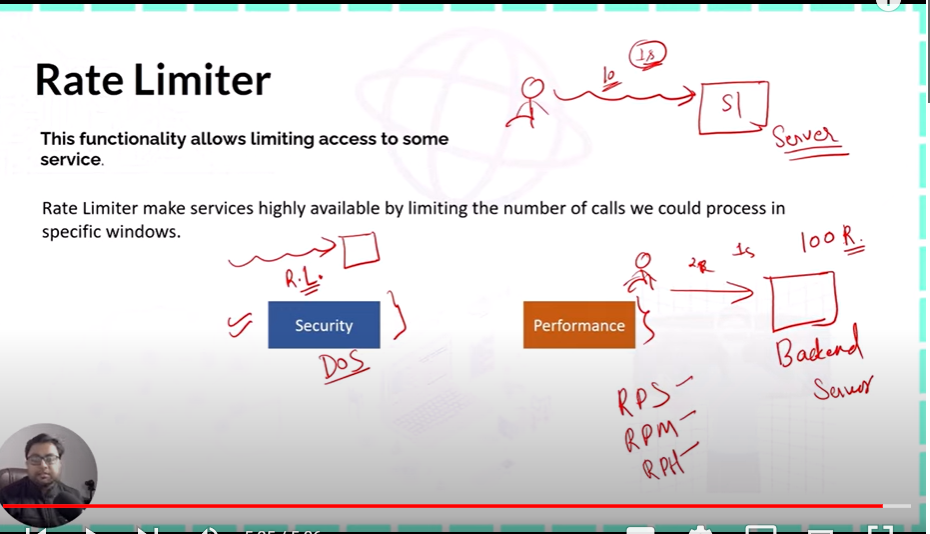 Rate Limiter
10
1s
S1
Server
This functionality allows limiting access to some
service.
Rate Limiter make services highly available by limiting the number of calls we could process in
specific windows.
R.L.
2R
1s
100 R.
Security
Performance
DOS
Backend
Server
RPS
RPM
RPH